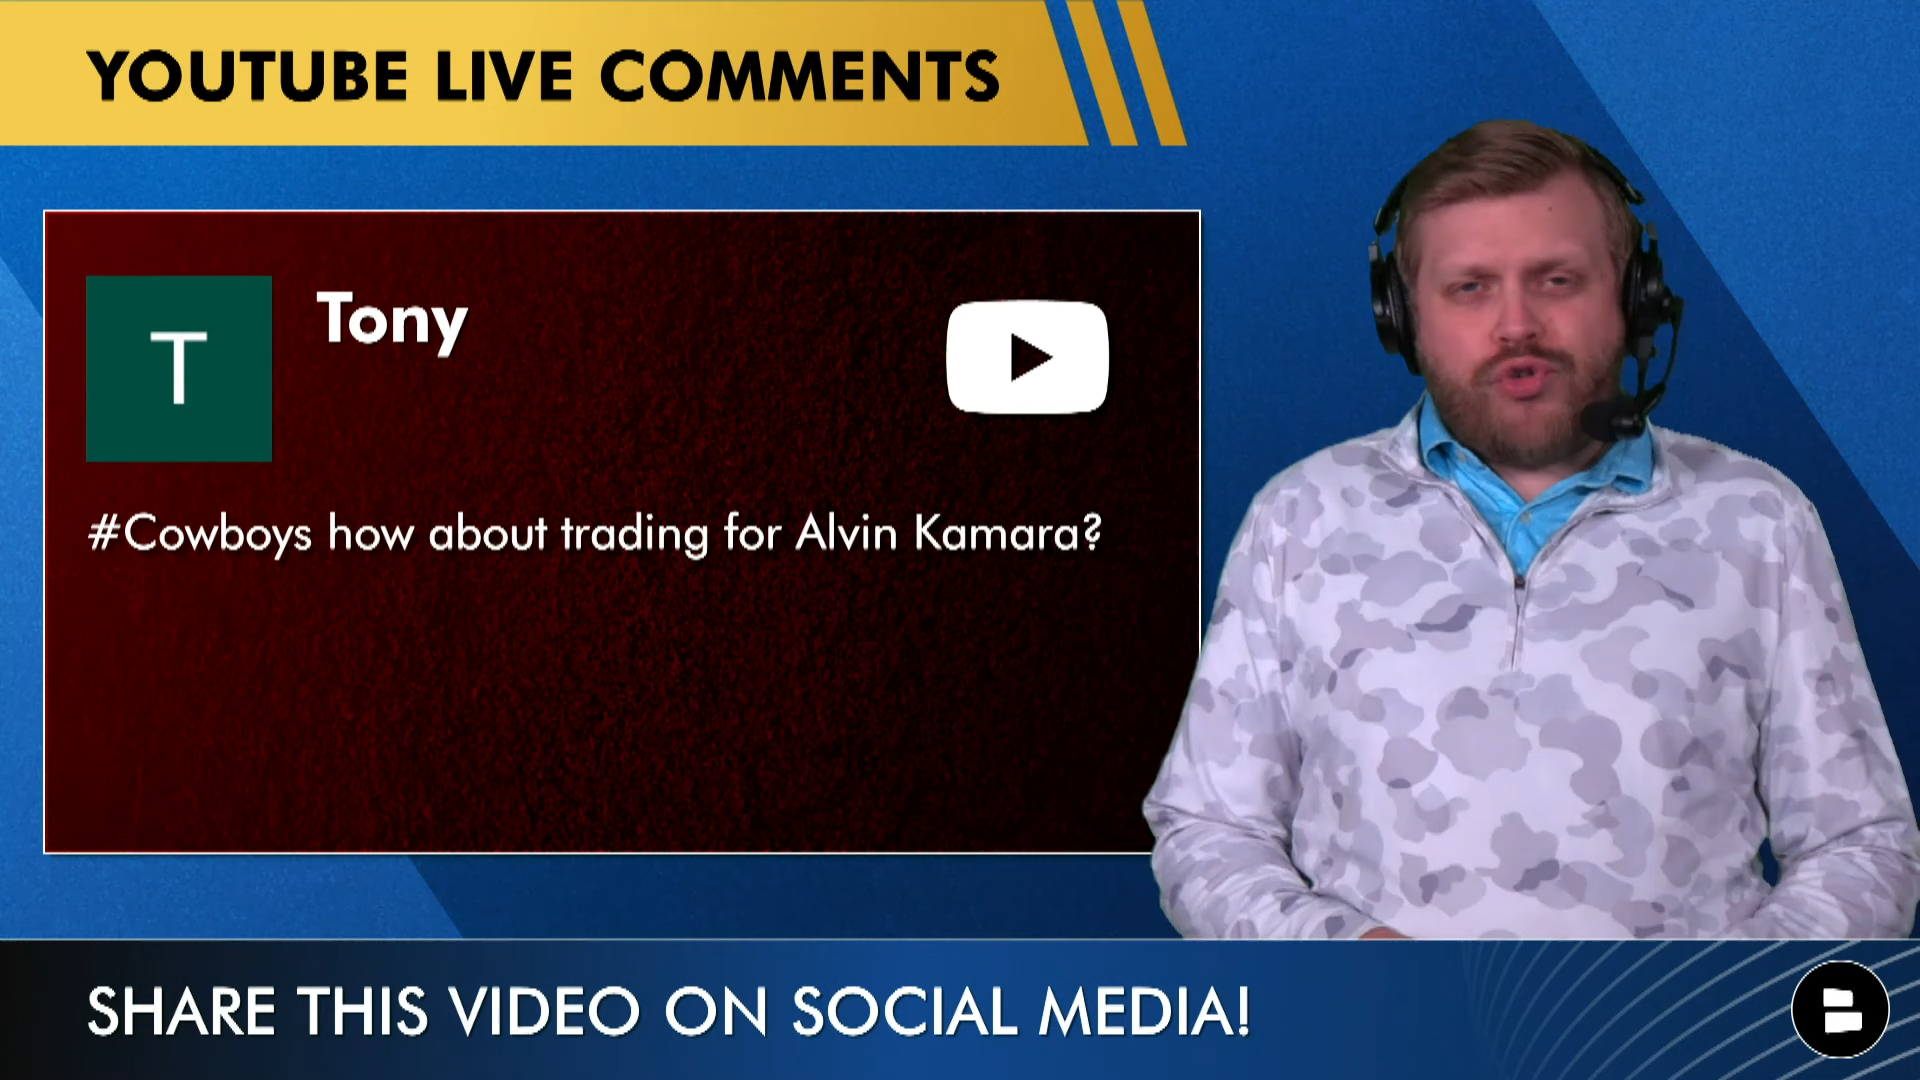 YOUTUBE LIVE COMMENTS
T
Tony
#Cowboys how about trading for Alvin Kamara?
SHARE THIS VIDEO ON SOCIAL MEDIA!